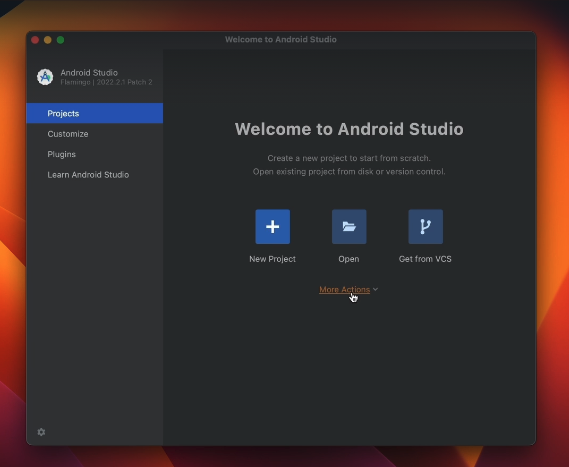 Welcome to Android Studio
Android Studio
Flamingo | 2022.2.1 Patch 2
Projects
Customize
Plugins
Learn Android Studio
Welcome to Android Studio
Create a new project to start from scratch.
Open existing project from disk or version control.
New Project
Open
Get from VCS
More Actions